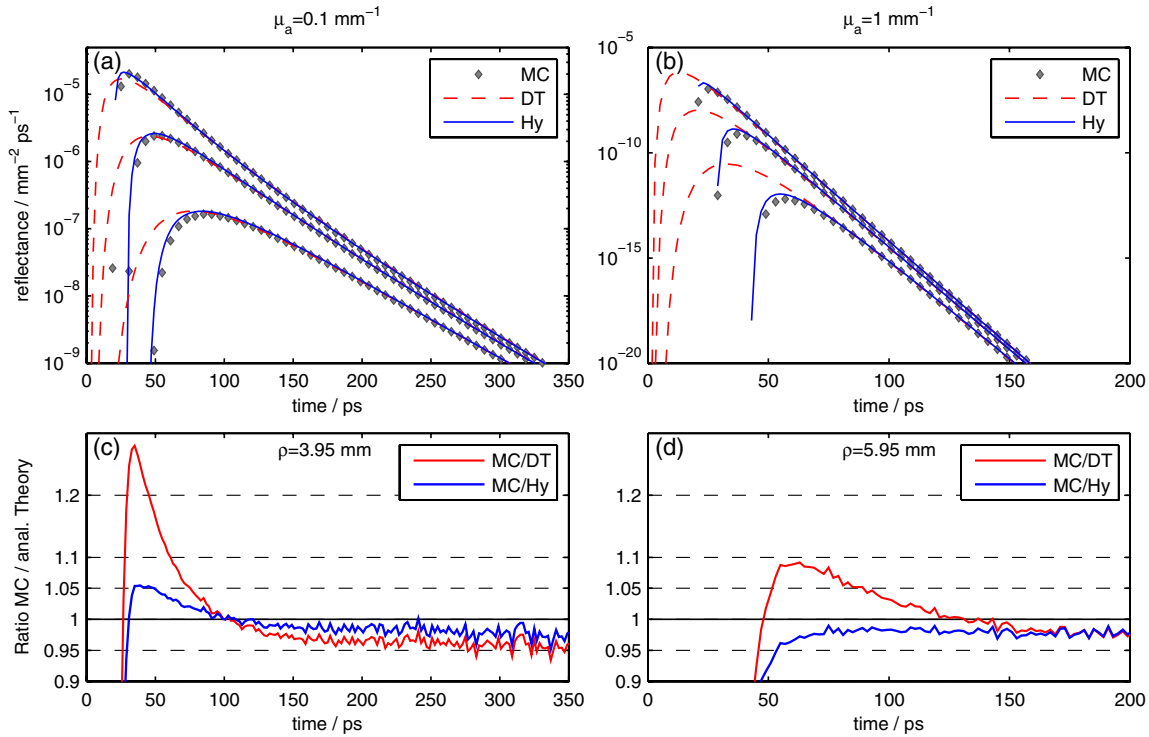 μa=0.1 mm⁻¹
μa=1 mm⁻¹
(a)
MC
DT
Hy
reflectance / mm⁻² ps⁻¹
10⁻⁵
10⁻⁶
10⁻⁷
10⁻⁸
10⁻⁹
0 50 100 150 200 250 300 350
time / ps
(b)
MC
DT
Hy
10⁻⁵
10⁻¹⁰
10⁻¹⁵
10⁻²⁰
0 50 100 150 200
time / ps
(c)
ρ=3.95 mm
MC/DT
MC/Hy
Ratio MC / anal. Theory
1.2
1.1
1.05
1
0.95
0.9
0 50 100 150 200 250 300 350
time / ps
(d)
ρ=5.95 mm
MC/DT
MC/Hy
1.2
1.1
1.05
1
0.95
0.9
0 50 100 150 200
time / ps